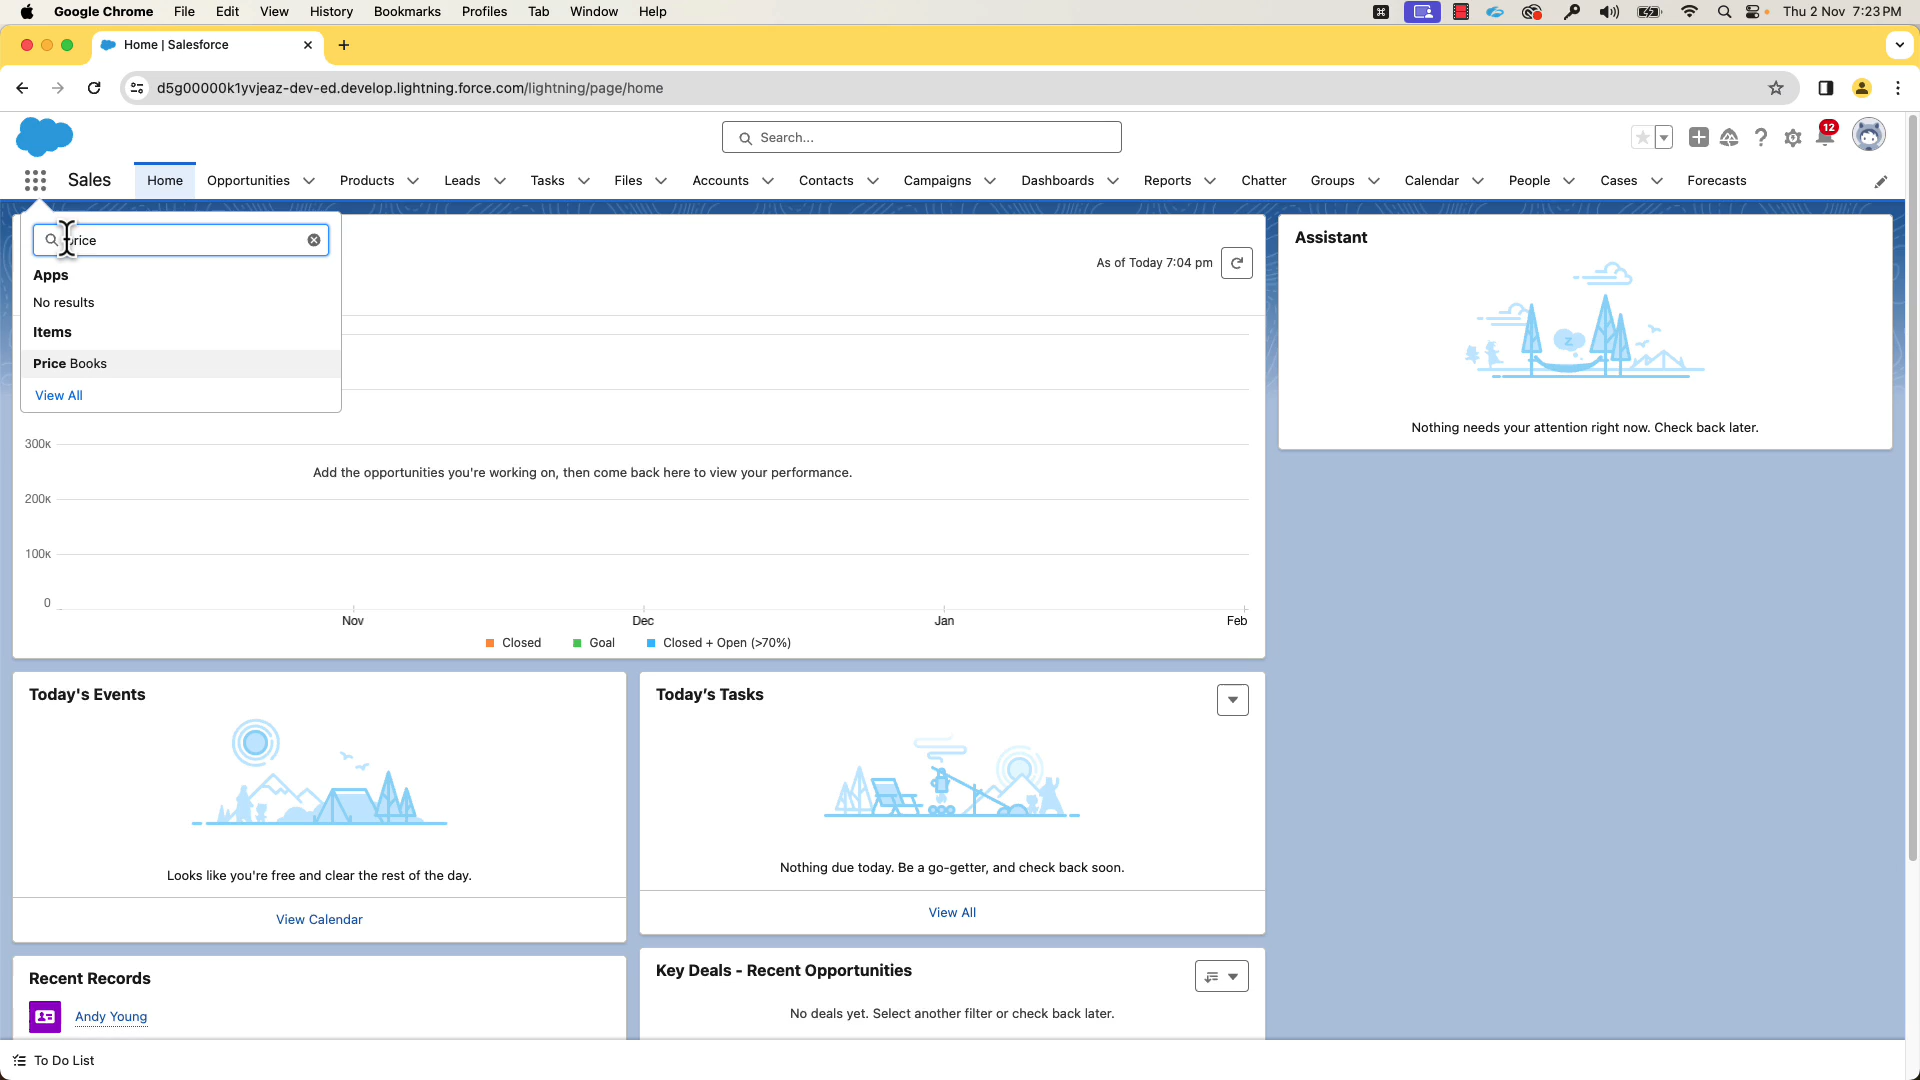 Google Chrome File Edit View History Bookmarks Profiles Tab Window Help Thu 2 Nov 7:23 PM
Home | Salesforce
d5g00000k1yvjeaz-dev-ed.develop.lightning.force.com/lightning/page/home
Search...
12
Sales Home Opportunities Products Leads Tasks Files Accounts Contacts Campaigns Dashboards Reports Chatter Groups Calendar People Cases Forecasts
price
Apps
No results
Items
Price Books
View All
As of Today 7:04 pm
Assistant
Nothing needs your attention right now. Check back later.
300K
Add the opportunities you're working on, then come back here to view your performance.
200K
100K
0
Nov Dec Jan Feb
Closed Goal Closed + Open (>70%)
Today's Events
Looks like you're free and clear the rest of the day.
View Calendar
Today's Tasks
Nothing due today. Be a go-getter, and check back soon.
View All
Recent Records
Andy Young
Key Deals - Recent Opportunities
No deals yet. Select another filter or check back later.
To Do List